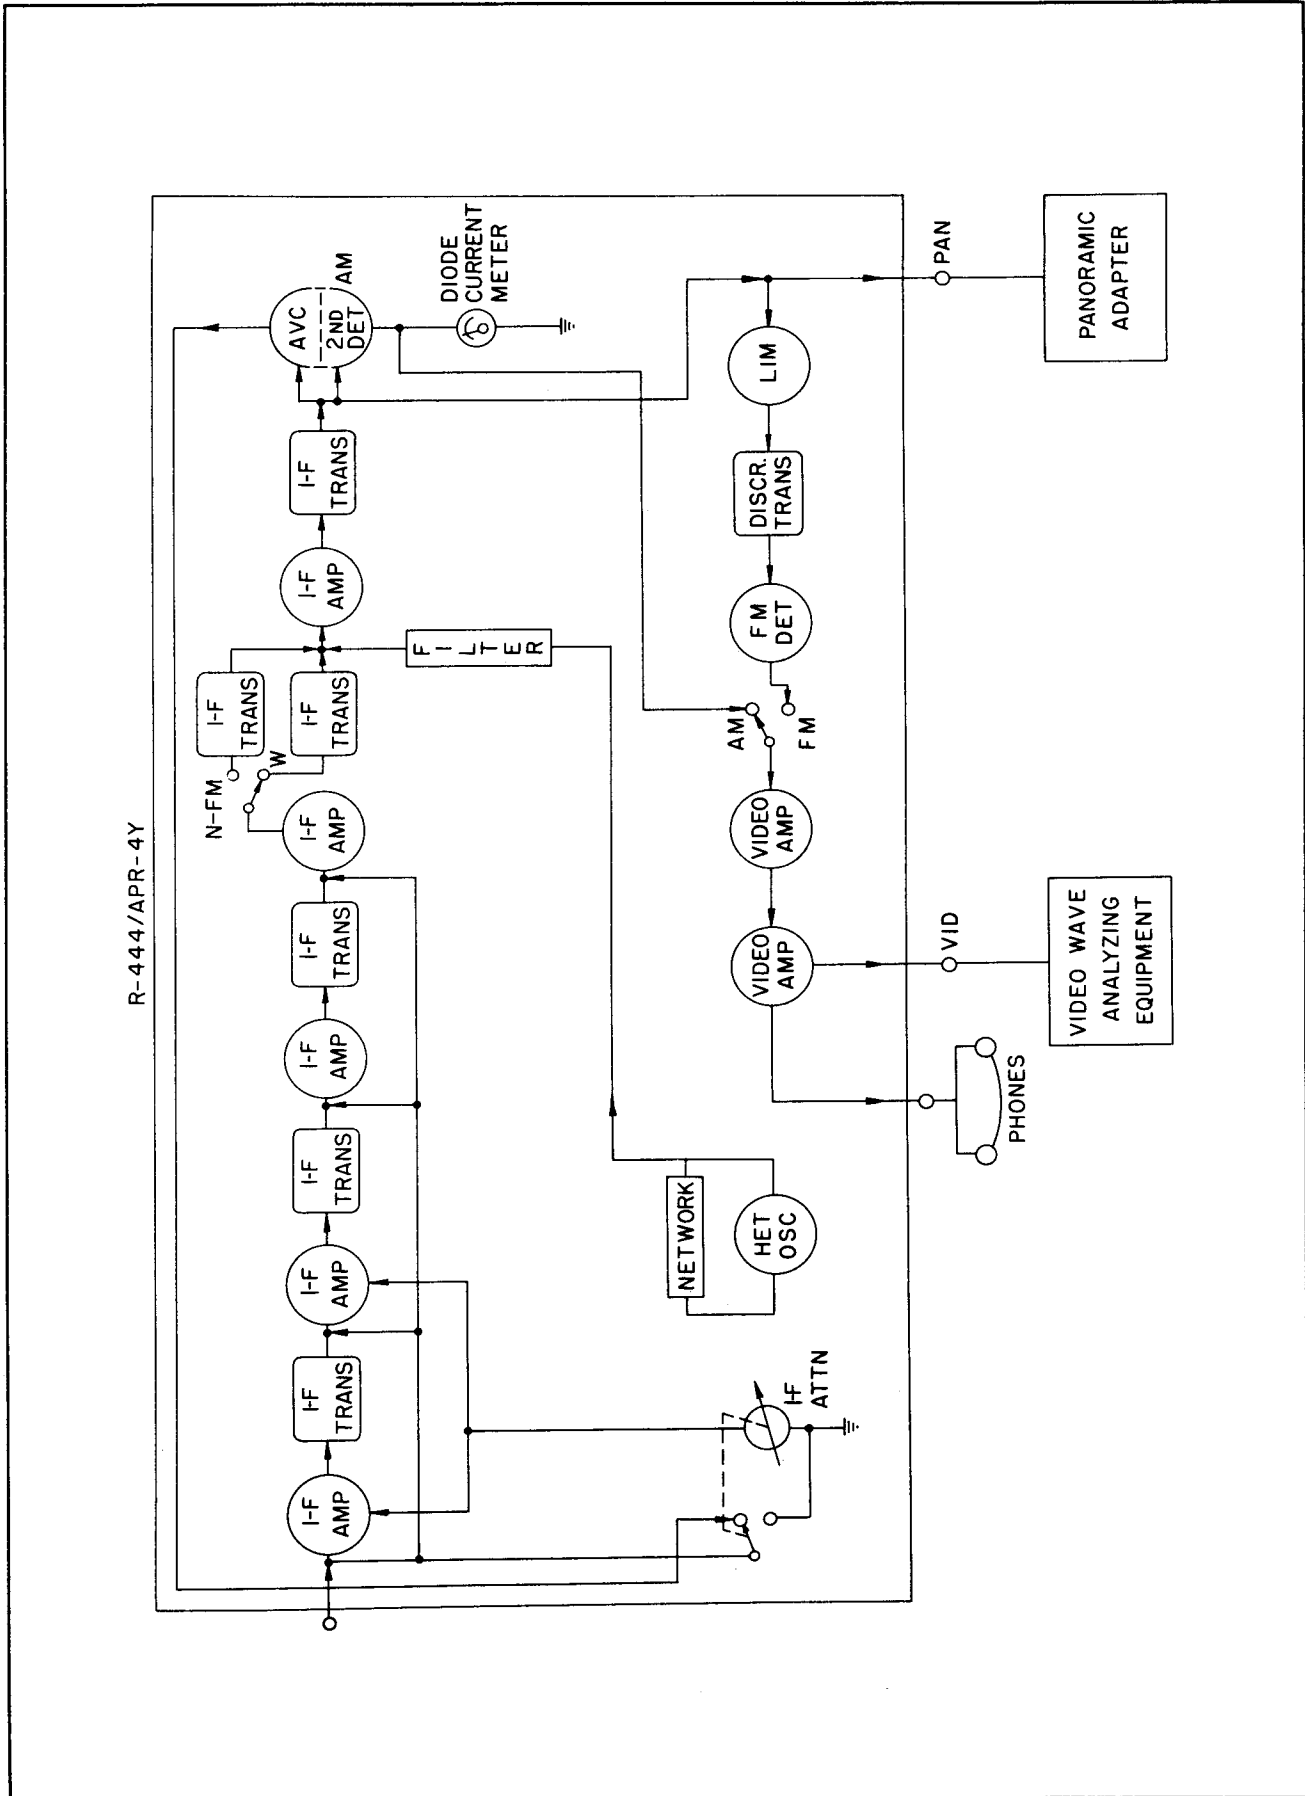 R-444/APR-4Y
I-F
AMP
I-F
TRANS
I-F
AMP
I-F
TRANS
I-F
AMP
I-F
TRANS
I-F
AMP
N-FM
W
I-F
TRANS
I-F
TRANS
I-F
AMP
I-F
TRANS
AVC
2ND
DET
AM
DIODE
CURRENT
METER
FILTER
NETWORK
HET
OSC
I-F
ATTN
VIDEO
AMP
VIDEO
AMP
AM
FM
FM
DET
DISCR.
TRANS
LIM
PHONES
VID
PAN
VIDEO WAVE
ANALYZING
EQUIPMENT
PANORAMIC
ADAPTER